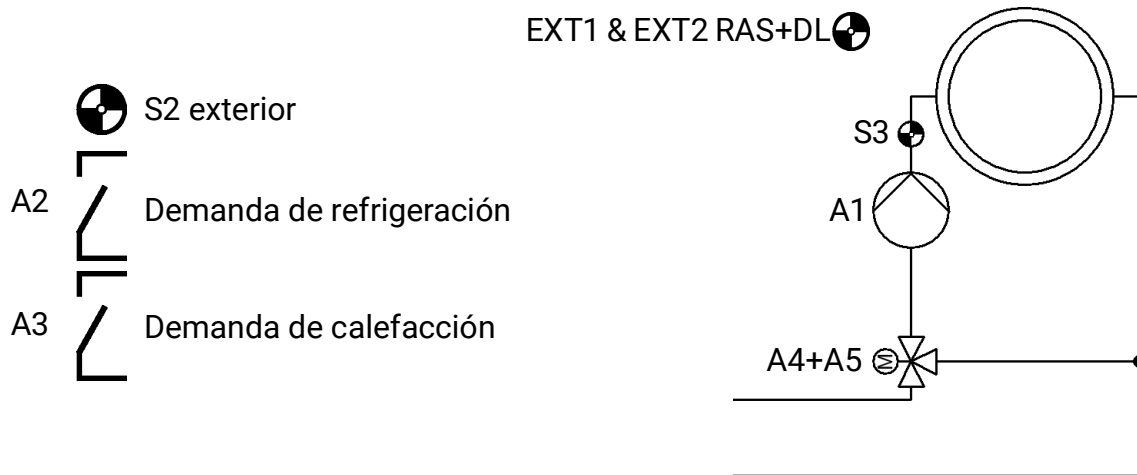 EXT1 & EXT2 RAS+DL
S2 exterior
S3
A2
Demanda de refrigeración
A1
A3
Demanda de calefacción
A4+A5
M